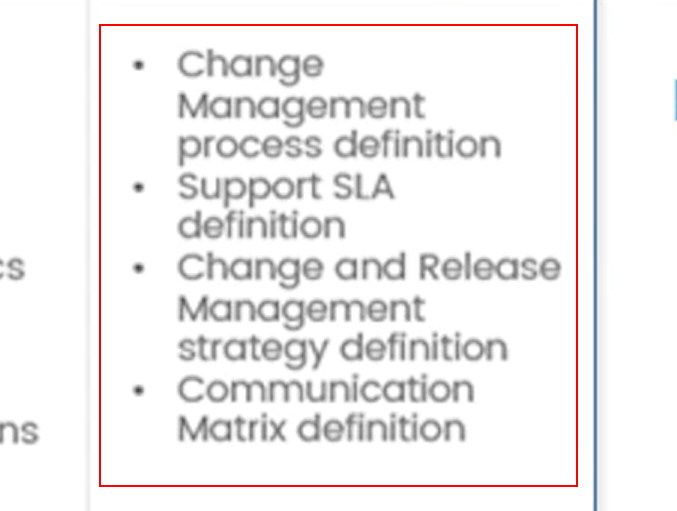 • Change
Management
process definition
• Support SLA
definition
• Change and Release
Management
strategy definition
• Communication
Matrix definition
cs
ns